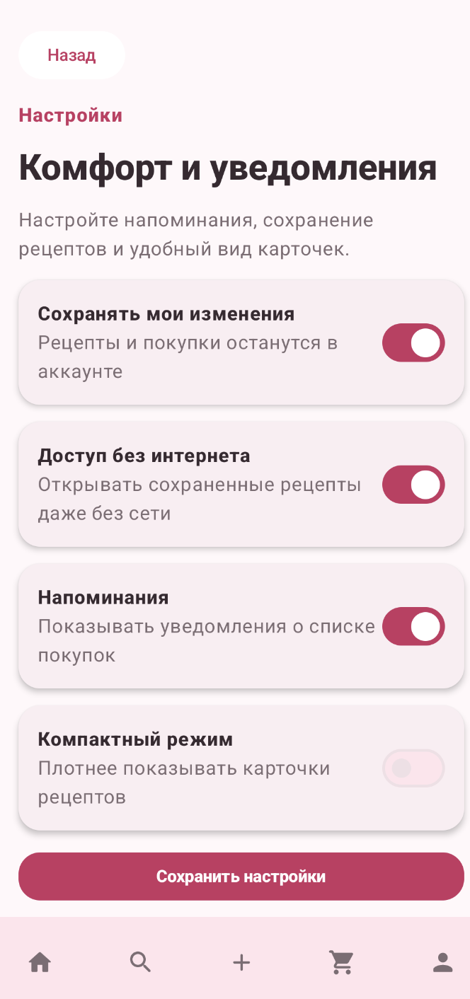 Назад
Настройки
Комфорт и уведомления
Настройте напоминания, сохранение
рецептов и удобный вид карточек.
Сохранять мои изменения
Рецепты и покупки останутся в
аккаунте
Доступ без интернета
Открывать сохраненные рецепты
даже без сети
Напоминания
Показывать уведомления о списке
покупок
Компактный режим
Плотнее показывать карточки
рецептов
Сохранить настройки